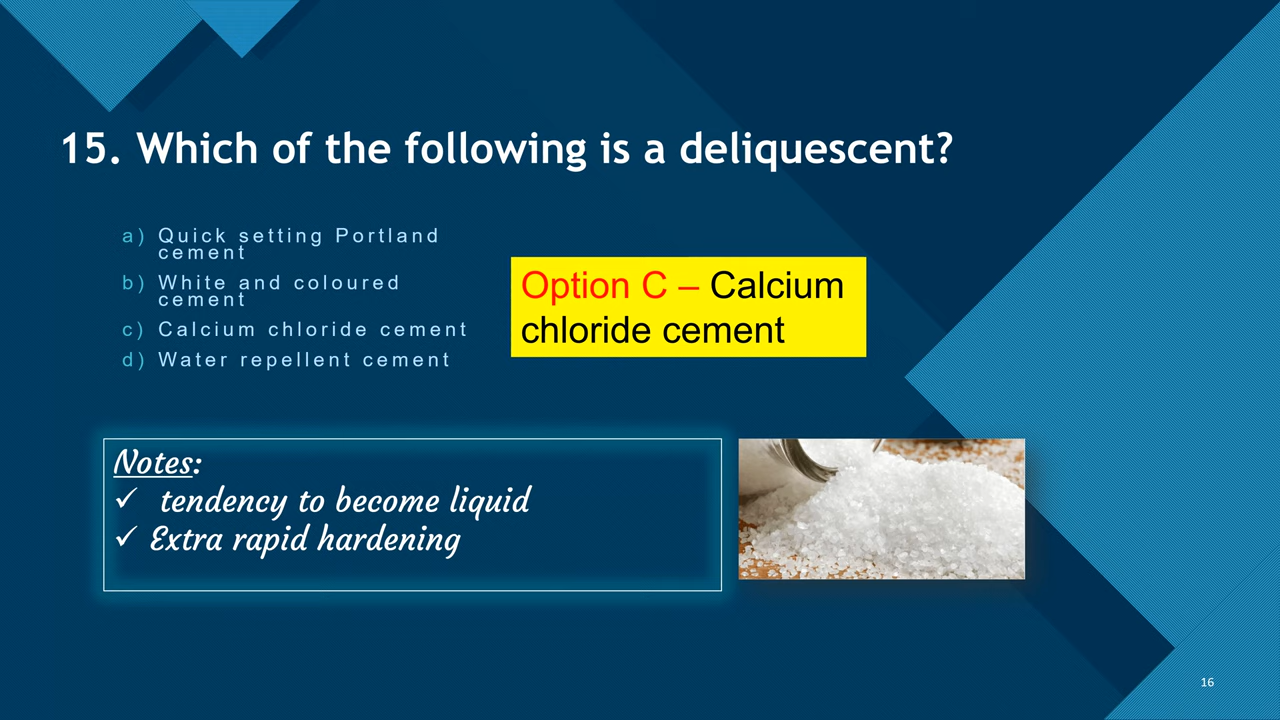 15. Which of the following is a deliquescent?
a) Quick setting Portland
cement
b) White and coloured
cement
c) Calcium chloride cement
d) Water repellent cement
Option C – Calcium
chloride cement
Notes:
✓ tendency to become liquid
✓ Extra rapid hardening
16